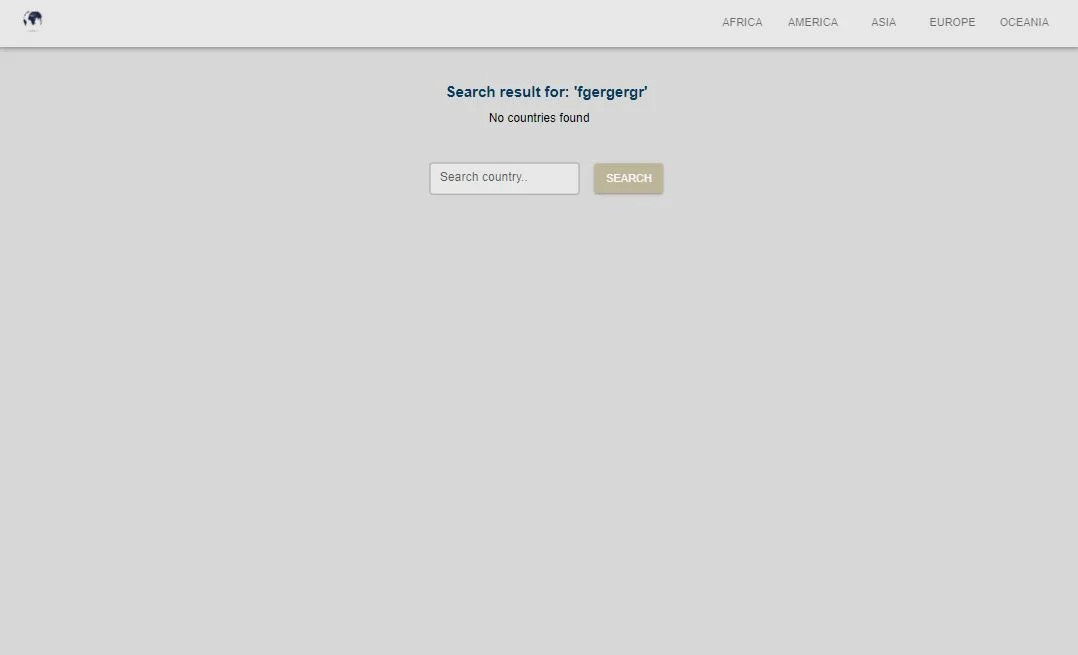 AFRICA AMERICA ASIA EUROPE OCEANIA
Search result for: 'fgergergr'
No countries found
Search country.. SEARCH